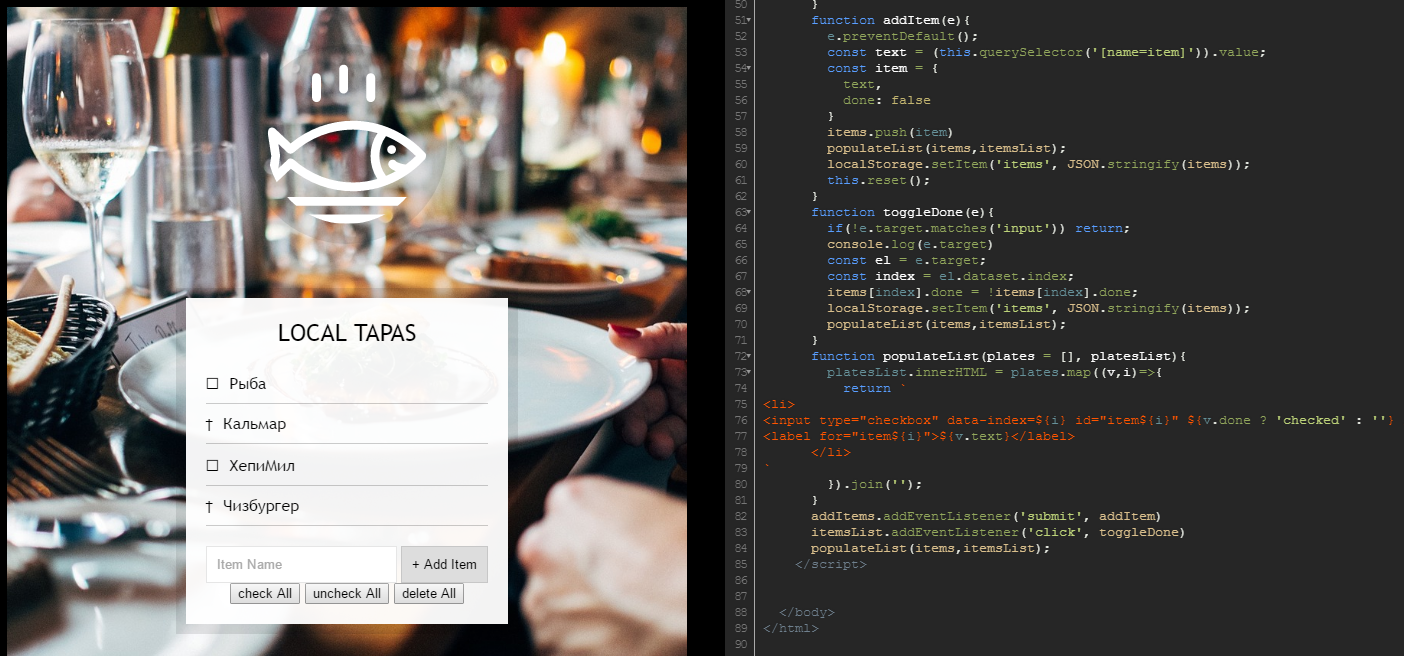 LOCAL TAPAS
☐ Рыба
† Кальмар
☐ ХепиМил
† Чизбургер
Item Name
+ Add Item
check All uncheck All delete All
50 }
51 function addItem(e){
52 e.preventDefault();
53 const text = (this.querySelector('[name=item]')).value;
54 const item = {
55 text,
56 done: false
57 }
58 items.push(item)
59 populateList(items,itemsList);
60 localStorage.setItem('items', JSON.stringify(items));
61 this.reset();
62 }
63 function toggleDone(e){
64 if(!e.target.matches('input')) return;
65 console.log(e.target)
66 const el = e.target;
67 const index = el.dataset.index;
68 items[index].done = !items[index].done;
69 localStorage.setItem('items', JSON.stringify(items));
70 populateList(items,itemsList);
71 }
72 function populateList(plates = [], platesList){
73 platesList.innerHTML = plates.map((v,i)=>{
74 return `
75 <li>
76 <input type="checkbox" data-index=${i} id="item${i}" ${v.done ? 'checked' : ''}
77 <label for="item${i}">${v.text}</label>
78 </li>
79 `
80 }).join('');
81 }
82 addItems.addEventListener('submit', addItem)
83 itemsList.addEventListener('click', toggleDone)
84 populateList(items,itemsList);
85 </script>
86
87
88 </body>
89 </html>
90